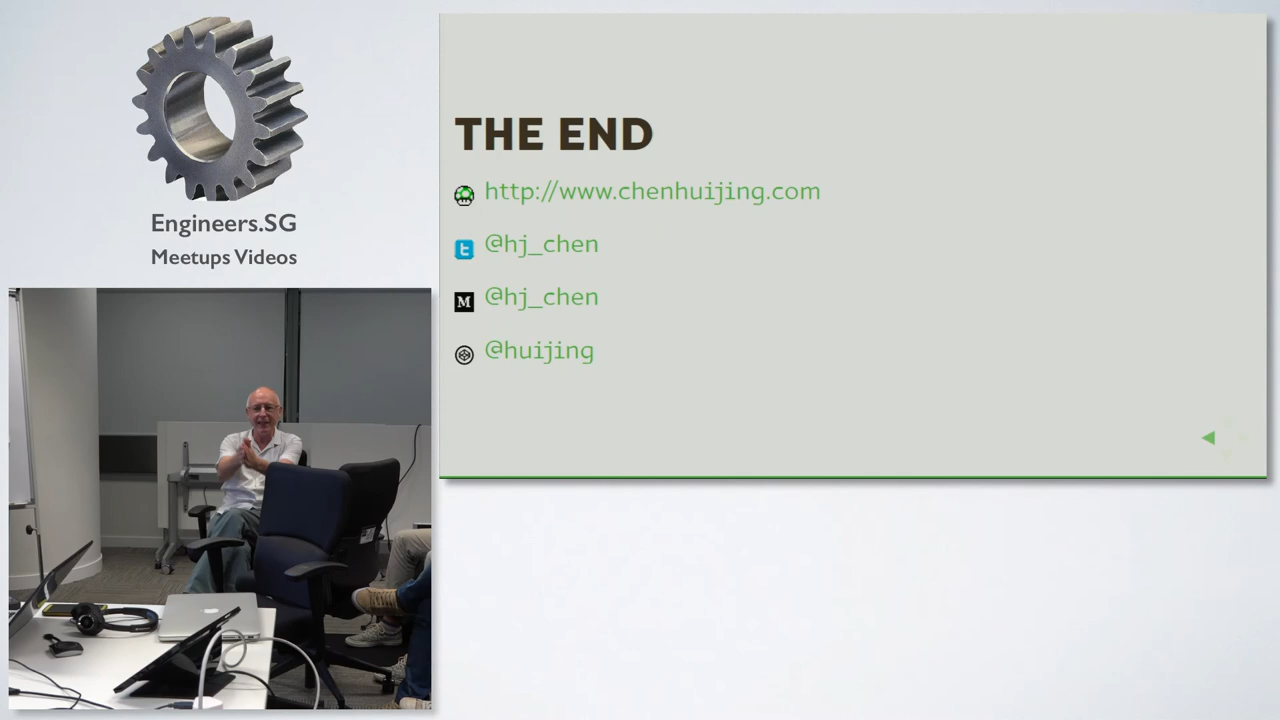 Engineers.SG
Meetups Videos
THE END
http://www.chenhuijing.com
@hj_chen
@hj_chen
@huijing